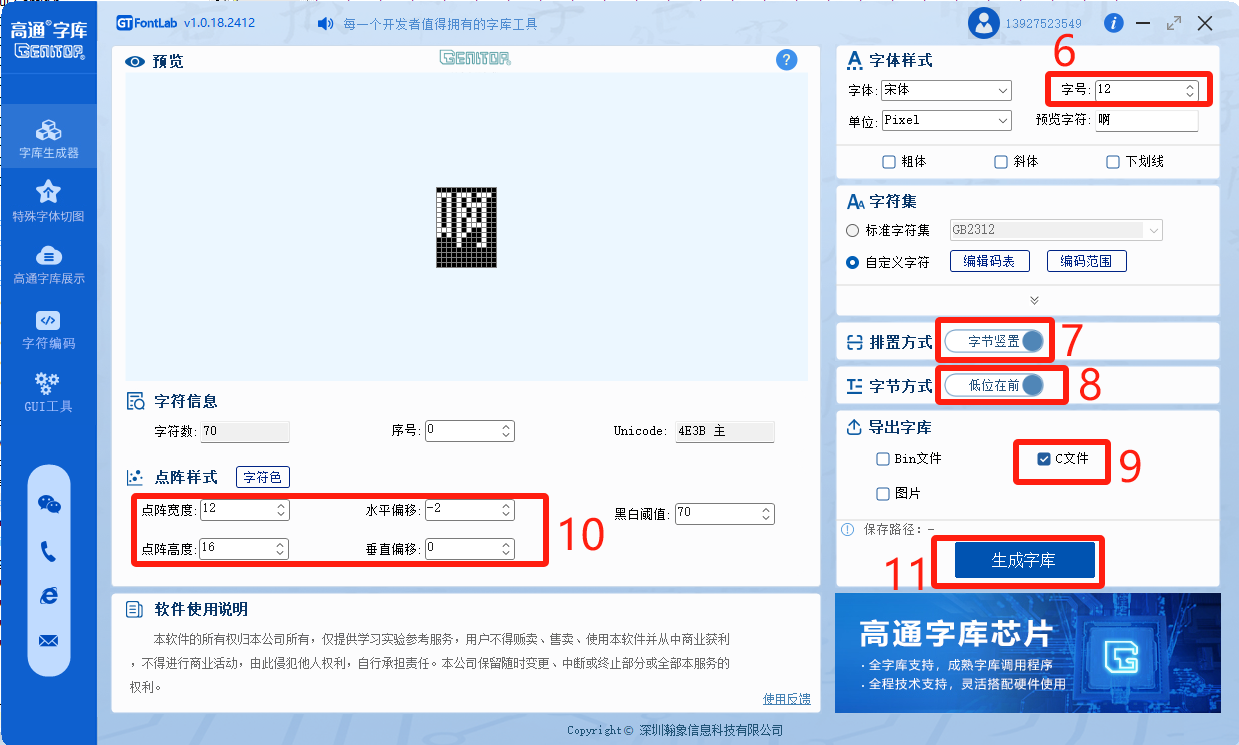 高通®字库
GENITOP®
GTFontLab v1.0.18.2412
每一个开发者值得拥有的字库工具
13927523549
字库生成器
特殊字体切图
高通字库展示
字符编码
GUI工具
预览
GENITOP
?
啊
字符信息
字符数: 70
序号: 0
Unicode: 4E3B 主
点阵样式 字符色
点阵宽度: 12
水平偏移: -2
黑白阈值: 70
点阵高度: 16
垂直偏移: 0
10
软件使用说明
本软件的所有权归本公司所有，仅提供学习实验参考服务，用户不得贩卖、售卖、使用本软件并从中商业获利
，不得进行商业活动，由此侵犯他人权利，自行承担责任。本公司保留随时变更、中断或终止部分或全部本服务的
权利。
使用反馈
6
字体样式
字体: 宋体
字号: 12
单位: Pixel
预览字符: 啊
粗体
斜体
下划线
字符集
标准字符集 GB2312
自定义字符 编辑码表 编码范围
排置方式 字节竖置
7
字节方式 低位在前
8
导出字库
Bin文件
C文件
9
图片
保存路径: -
11
生成字库
高通字库芯片
· 全字库支持，成熟字库调用程序
· 全程技术支持，灵活搭配硬件使用
Copyright© 深圳瀚象信息科技有限公司